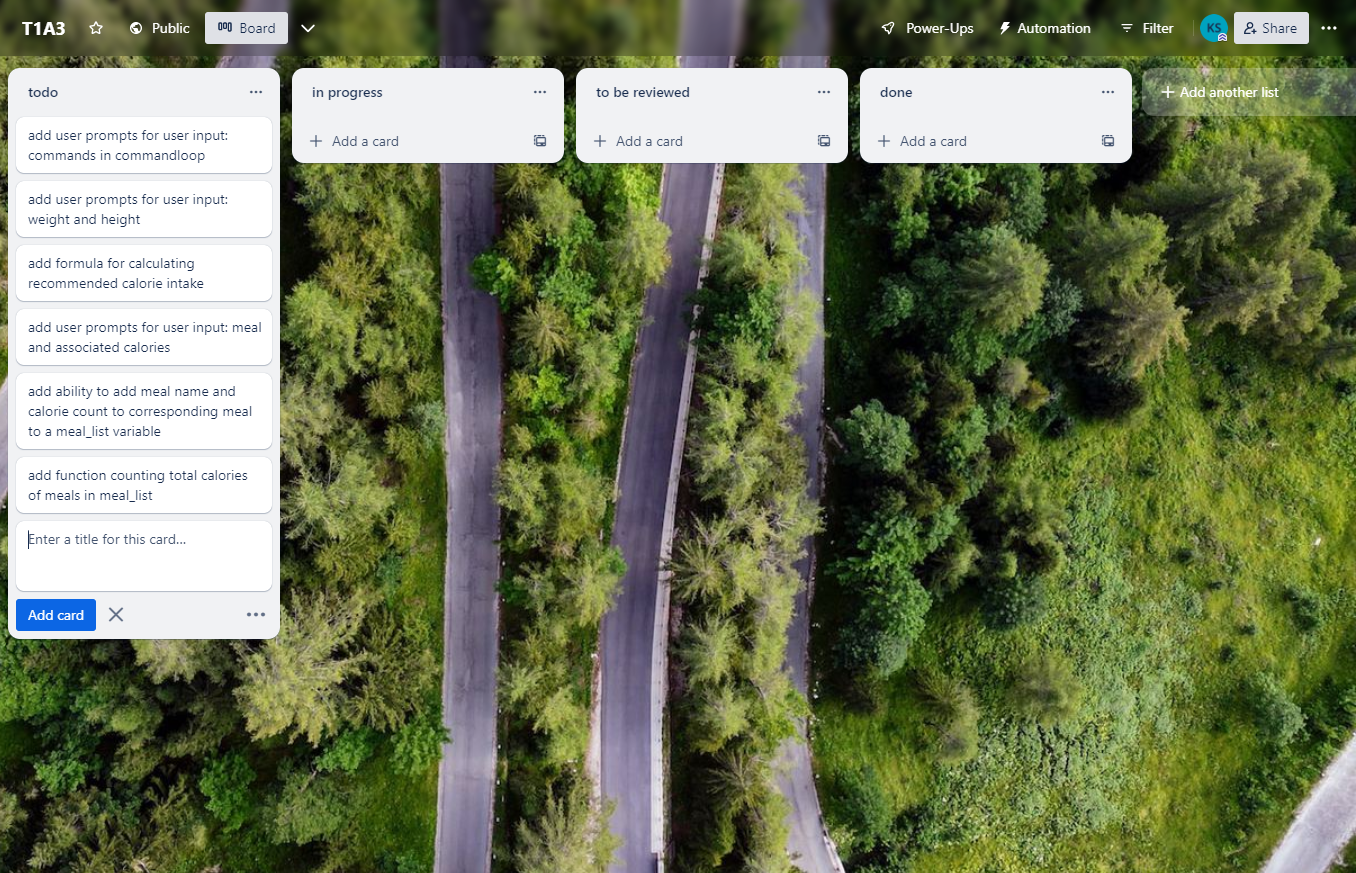 T1A3
Public
Board
Power-Ups
Automation
Filter
KS
Share
todo
add user prompts for user input:
commands in commandloop
add user prompts for user input:
weight and height
add formula for calculating
recommended calorie intake
add user prompts for user input: meal
and associated calories
add ability to add meal name and
calorie count to corresponding meal
to a meal_list variable
add function counting total calories
of meals in meal_list
Enter a title for this card...
Add card
in progress
Add a card
to be reviewed
Add a card
done
Add a card
Add another list